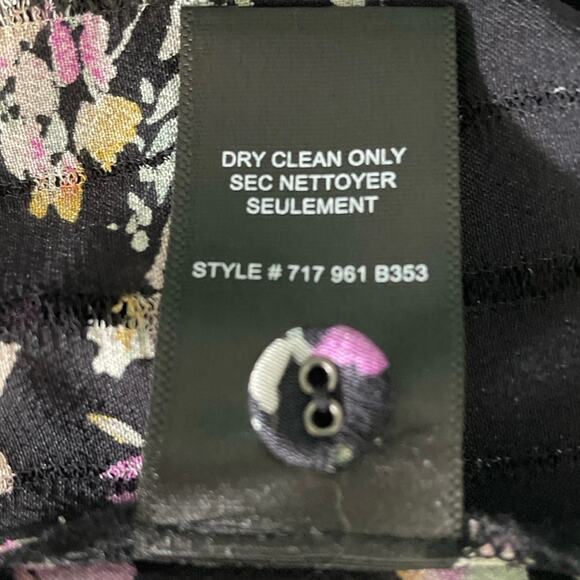 DRY CLEAN ONLY
SEC NETTOYER
SEULEMENT
STYLE # 717 961 B353